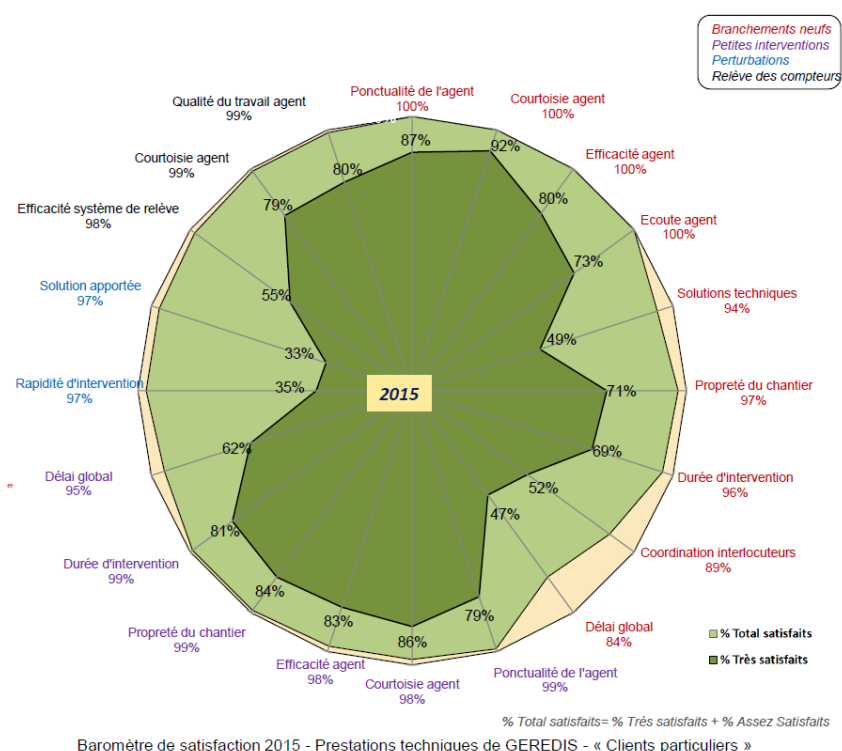 Branchements neufs
Petites interventions
Perturbations
Relève des compteurs
Ponctualité de l'agent
100%
87%
Courtoisie agent
100%
92%
Efficacité agent
100%
80%
Ecoute agent
100%
73%
Solutions techniques
94%
49%
Propreté du chantier
97%
71%
Durée d'intervention
96%
69%
Coordination interlocuteurs
89%
52%
Délai global
84%
47%
Ponctualité de l'agent
99%
79%
Courtoisie agent
98%
86%
Efficacité agent
98%
83%
Propreté du chantier
99%
84%
Durée d'intervention
99%
81%
Délai global
95%
62%
Rapidité d'intervention
97%
35%
Solution apportée
97%
33%
Efficacité système de relève
98%
55%
Courtoisie agent
99%
79%
Qualité du travail agent
99%
80%
2015
% Total satisfaits
% Très satisfaits
% Total satisfaits= % Très satisfaits + % Assez Satisfaits
Baromètre de satisfaction 2015 - Prestations techniques de GEREDIS - « Clients particuliers »